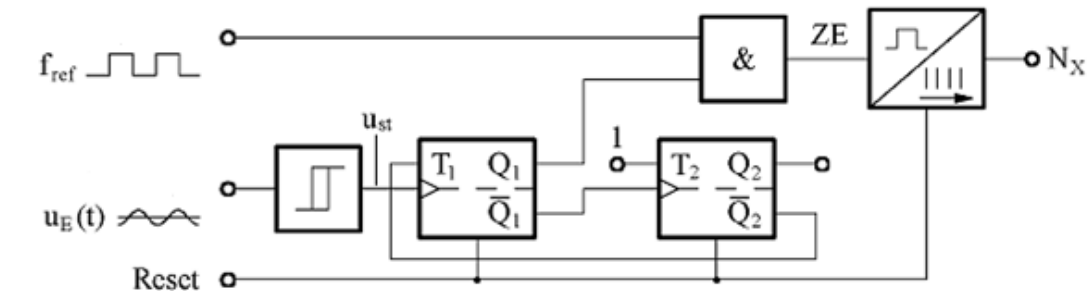 ZE
f_ref
&
N_X
u_st
1
T_1 Q_1
T_2 Q_2
Q̅_1
Q̅_2
u_E(t)
Reset